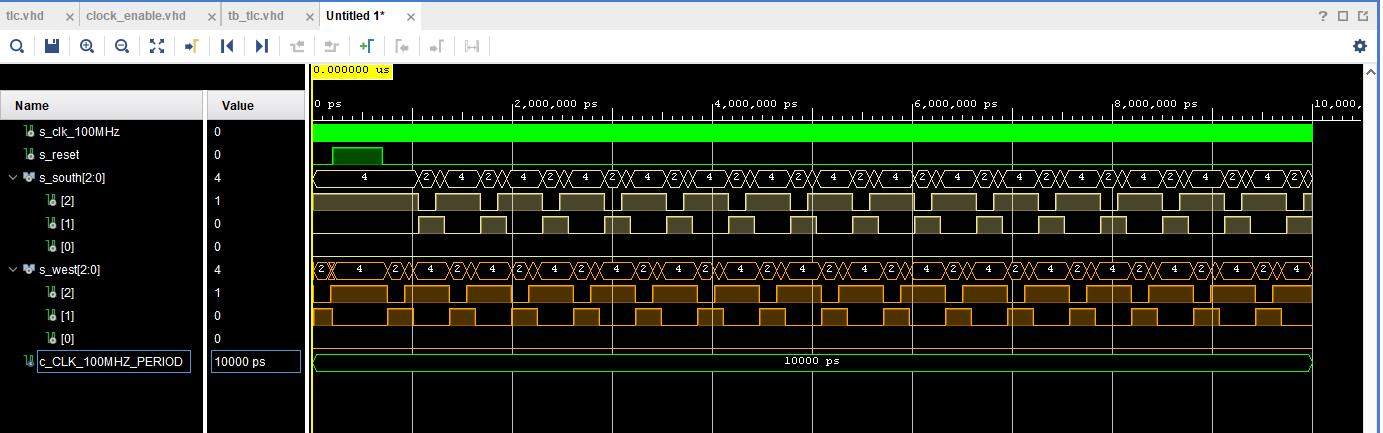 tlc.vhd
clock_enable.vhd
tb_tlc.vhd
Untitled 1*
0.000000 us
Name Value
0 ps 2,000,000 ps 4,000,000 ps 6,000,000 ps 8,000,000 ps 10,000,
s_clk_100MHz 0
s_reset 0
s_south[2:0] 4 4 2 4 2 4 2 4 2 4 2 4 2 4 2 4 2 4 2 4 2 4 2 4 2 4 2 4 2 4 2
[2] 1
[1] 0
[0] 0
s_west[2:0] 4 2 4 2 4 2 4 2 4 2 4 2 4 2 4 2 4 2 4 2 4 2 4 2 4 2 4 2 4 2 4 2 4
[2] 1
[1] 0
[0] 0
c_CLK_100MHZ_PERIOD 10000 ps 10000 ps